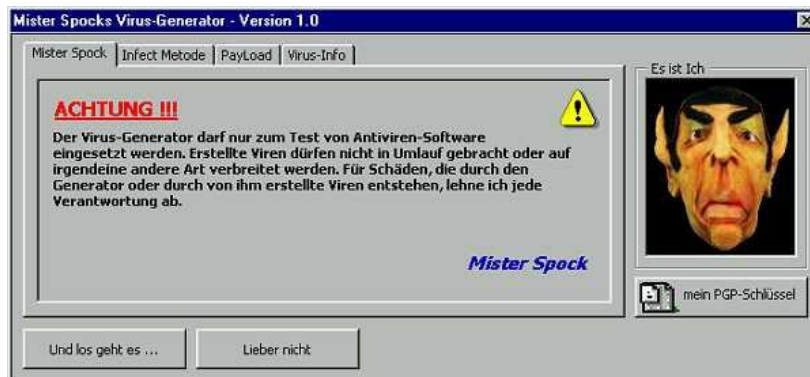 Mister Spocks Virus-Generator - Version 1.0
Mister Spock Infect Metode PayLoad Virus-Info
Es ist Ich
ACHTUNG !!!
Der Virus-Generator darf nur zum Test von Antiviren-Software
eingesetzt werden. Erstellte Viren dürfen nicht in Umlauf gebracht oder auf
irgendeine andere Art verbreitet werden. Für Schäden, die durch den
Generator oder durch von ihm erstellte Viren entstehen, lehne ich jede
Verantwortung ab.
Mister Spock
mein PGP-Schlüssel
Und los geht es ... Lieber nicht